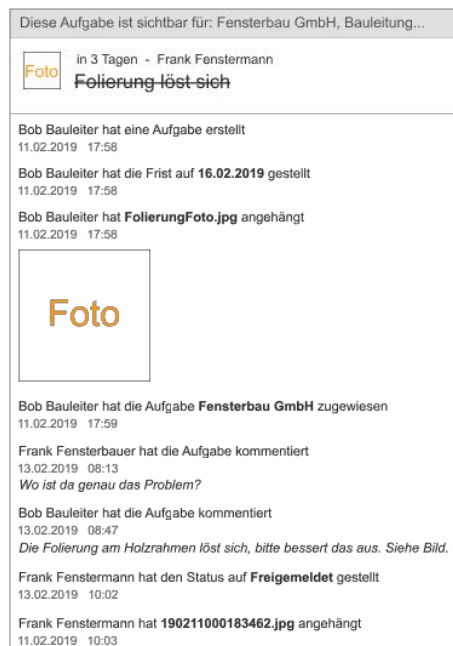 Diese Aufgabe ist sichtbar für: Fensterbau GmbH, Bauleitung...
Foto
in 3 Tagen - Frank Fenstermann
Folierung löst sich
Bob Bauleiter hat eine Aufgabe erstellt
11.02.2019 17:58
Bob Bauleiter hat die Frist auf 16.02.2019 gestellt
11.02.2019 17:58
Bob Bauleiter hat FolierungFoto.jpg angehängt
11.02.2019 17:58
Foto
Bob Bauleiter hat die Aufgabe Fensterbau GmbH zugewiesen
11.02.2019 17:59
Frank Fensterbauer hat die Aufgabe kommentiert
13.02.2019 08:13
Wo ist da genau das Problem?
Bob Bauleiter hat die Aufgabe kommentiert
13.02.2019 08:47
Die Folierung am Holzrahmen löst sich, bitte bessert das aus. Siehe Bild.
Frank Fenstermann hat den Status auf Freigemeldet gestellt
13.02.2019 10:02
Frank Fenstermann hat 190211000183462.jpg angehängt
11.02.2019 10:03